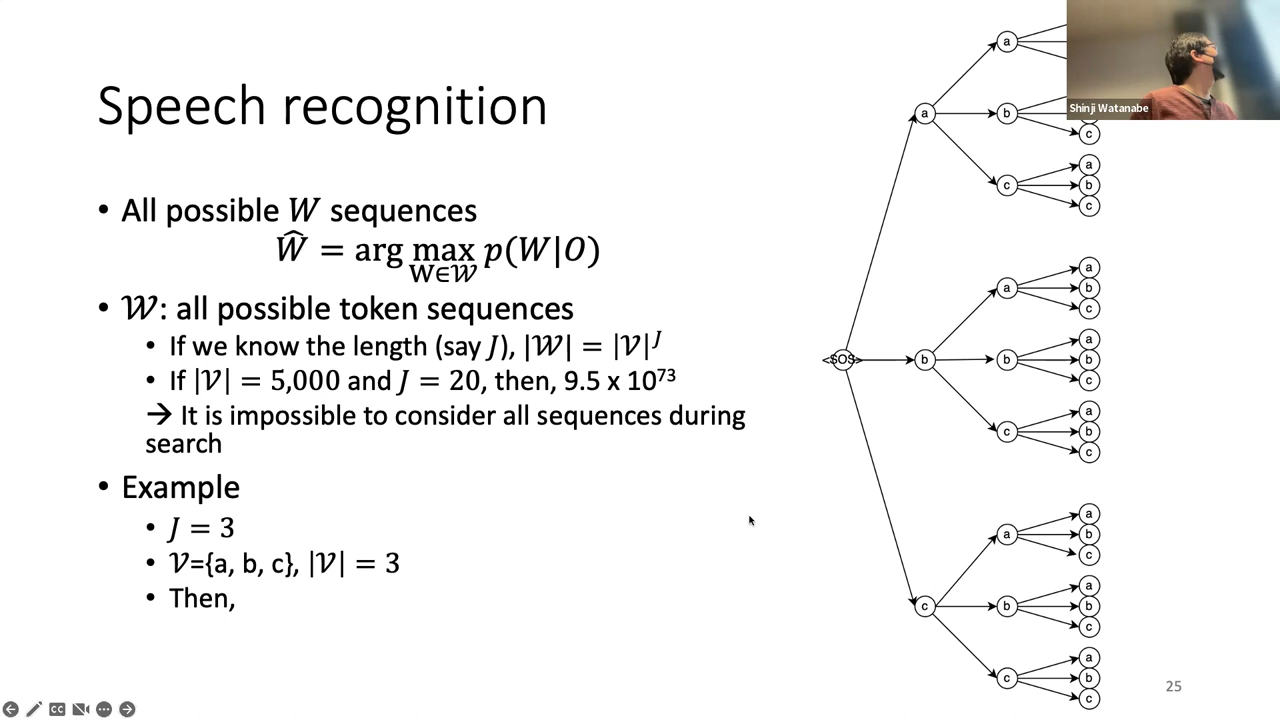 Speech recognition
• All possible W sequences
Ŵ = arg max p(W|O)
W∈𝒲
• 𝒲: all possible token sequences
• If we know the length (say J), |𝒲| = |𝒱|^J
• If |𝒱| = 5,000 and J = 20, then, 9.5 x 10^73
→ It is impossible to consider all sequences during
search
• Example
• J = 3
• 𝒱={a, b, c}, |𝒱| = 3
• Then,
Shinji Watanabe
<SOS>
a
a
b
c
c
a
b
c
b
a
a
b
c
b
a
b
c
c
a
b
c
c
a
a
b
c
b
a
b
c
c
a
b
c
25
CC